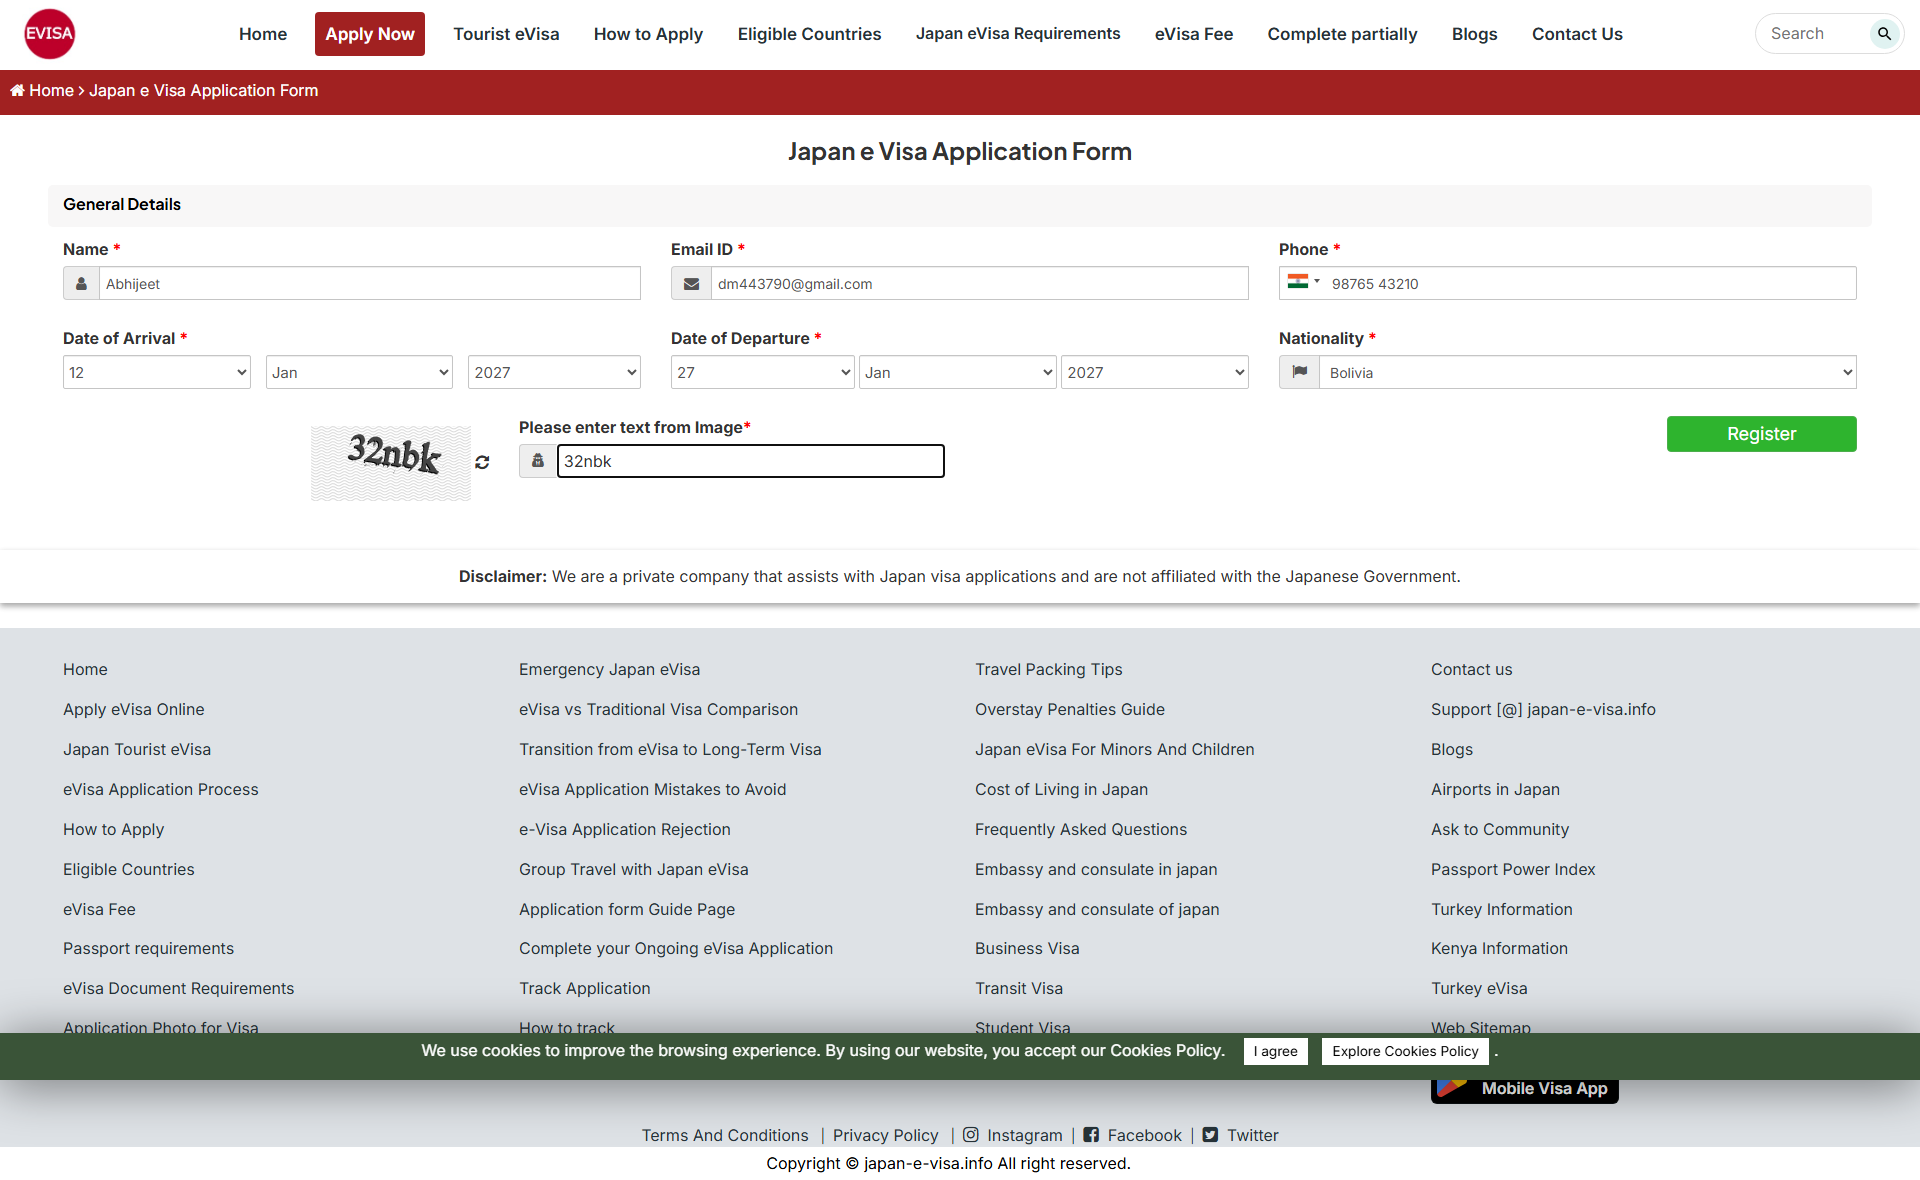 EVISA
Home Apply Now Tourist eVisa How to Apply Eligible Countries Japan eVisa Requirements eVisa Fee Complete partially Blogs Contact Us Search
Home > Japan e Visa Application Form
Japan e Visa Application Form
General Details
Name * Email ID * Phone *
Abhijeet dm443790@gmail.com 98765 43210
Date of Arrival * Date of Departure * Nationality *
12 Jan 2027 27 Jan 2027 Bolivia
Please enter text from Image* Register
32nbk 32nbk
Disclaimer: We are a private company that assists with Japan visa applications and are not affiliated with the Japanese Government.
Home Emergency Japan eVisa Travel Packing Tips Contact us
Apply eVisa Online eVisa vs Traditional Visa Comparison Overstay Penalties Guide Support [@] japan-e-visa.info
Japan Tourist eVisa Transition from eVisa to Long-Term Visa Japan eVisa For Minors And Children Blogs
eVisa Application Process eVisa Application Mistakes to Avoid Cost of Living in Japan Airports in Japan
How to Apply e-Visa Application Rejection Frequently Asked Questions Ask to Community
Eligible Countries Group Travel with Japan eVisa Embassy and consulate in japan Passport Power Index
eVisa Fee Application form Guide Page Embassy and consulate of japan Turkey Information
Passport requirements Complete your Ongoing eVisa Application Business Visa Kenya Information
eVisa Document Requirements Track Application Transit Visa Turkey eVisa
Application Photo for Visa How to track Student Visa Web Sitemap
We use cookies to improve the browsing experience. By using our website, you accept our Cookies Policy. I agree Explore Cookies Policy .
Mobile Visa App
Terms And Conditions | Privacy Policy | Instagram | Facebook | Twitter
Copyright © japan-e-visa.info All right reserved.